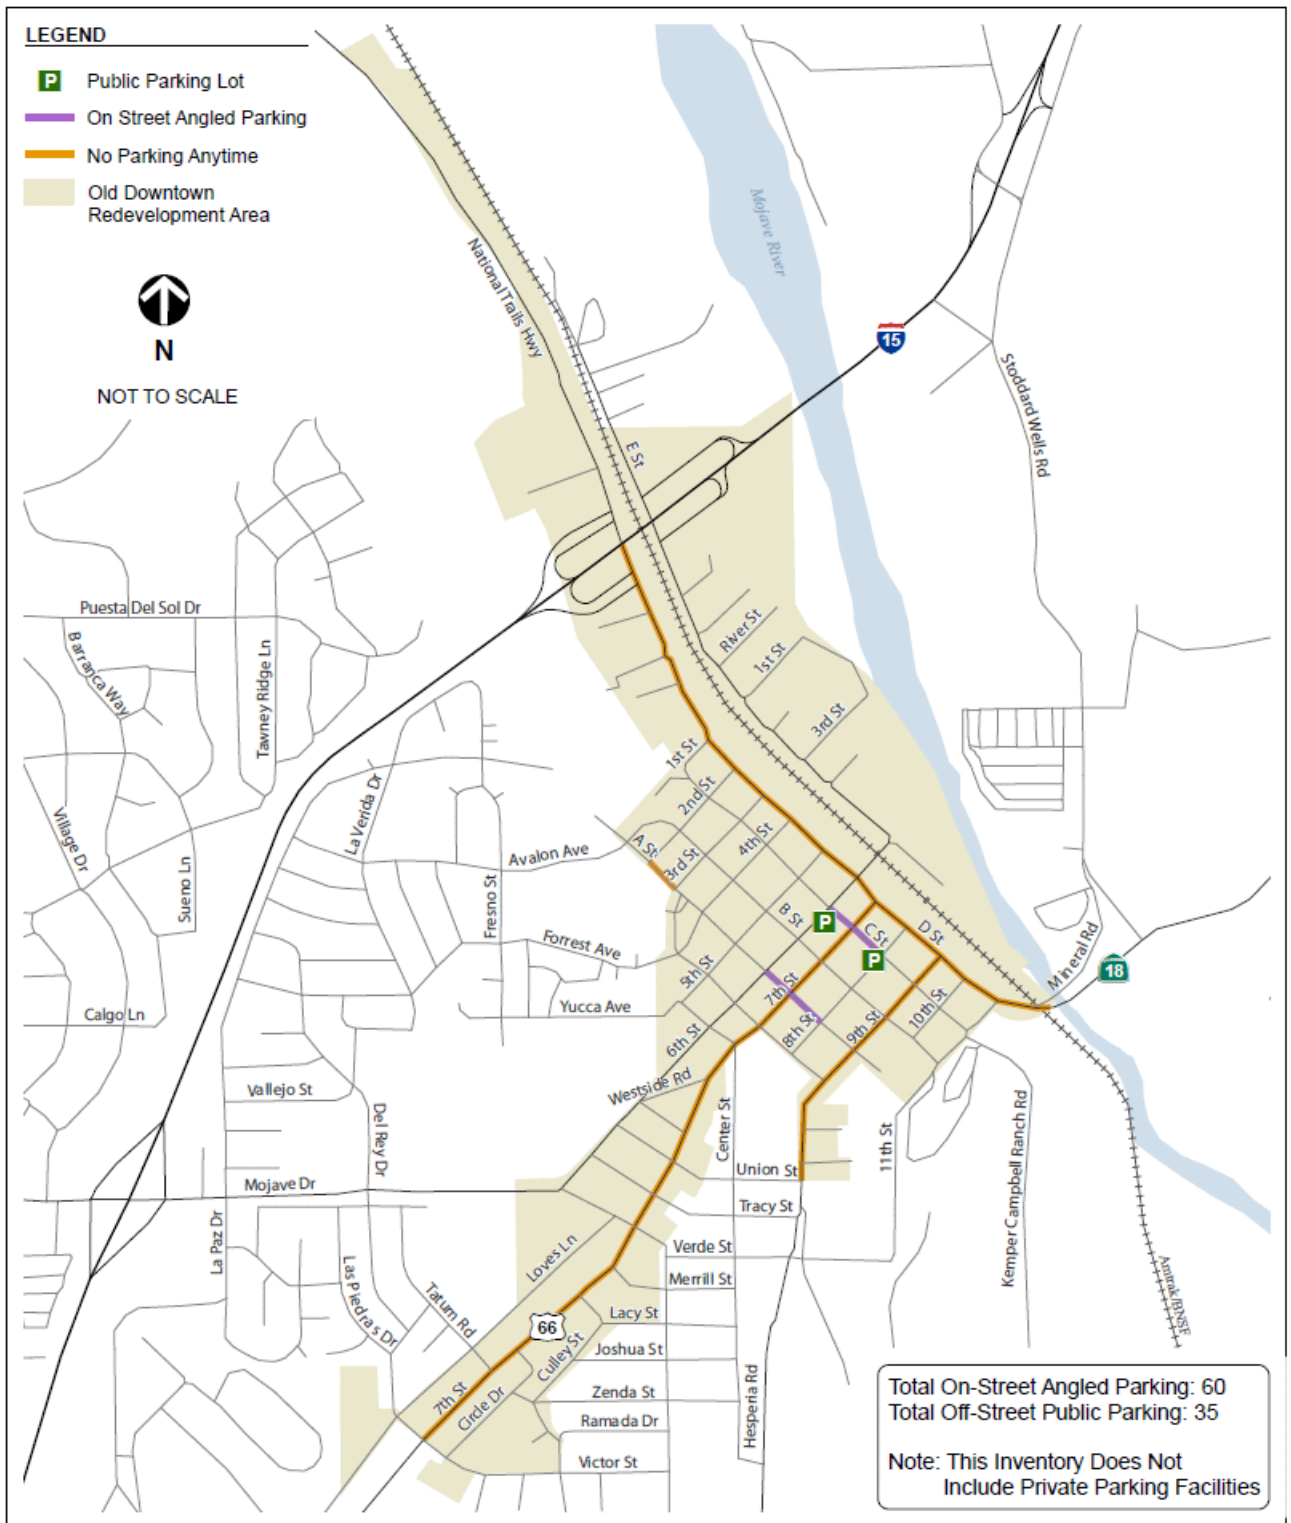 LEGEND
P
Public Parking Lot
On Street Angled Parking
No Parking Anytime
Old Downtown
Redevelopment Area
N
NOT TO SCALE
Mojave River
National Trails Hwy
15
Stoddard Wells Rd
E St
Puesta Del Sol Dr
Barranca Way
Tawney Ridge Ln
River St
1st St
3rd St
1st St
2nd St
La Verida Dr
Village Dr
Sueno Ln
A St
3rd St
4th St
Avalon Ave
Fresno St
B St
P
C St
D St
P
Forrest Ave
Mineral Rd
18
5th St
7th St
Yucca Ave
Calgo Ln
6th St
8th St
9th St
10th St
Westside Rd
Vallejo St
Del Rey Dr
Center St
11th St
Kemper Campbell Ranch Rd
Mojave Dr
Union St
Tracy St
La Paz Dr
Loves Ln
Verde St
Merrill St
Las Piedras Dr
Tatum Rd
Lacy St
66
Culley St
Joshua St
Amtrak/BNSF
7th St
Circle Dr
Zenda St
Ramada Dr
Hesperia Rd
Victor St
Total On-Street Angled Parking: 60
Total Off-Street Public Parking: 35
Note: This Inventory Does Not
Include Private Parking Facilities